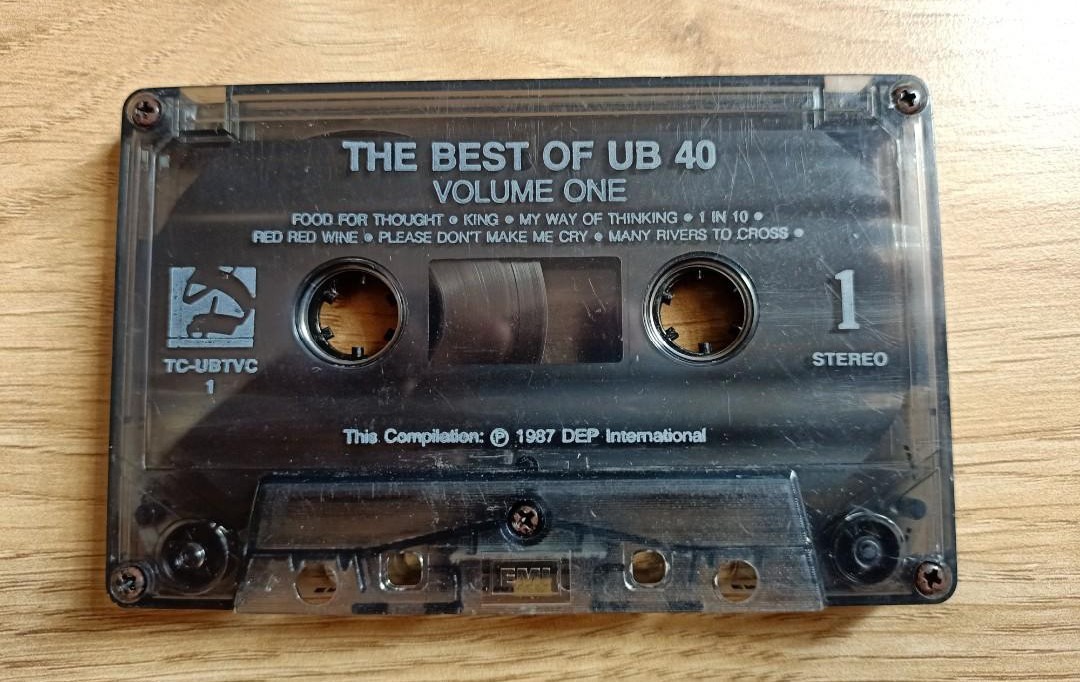 THE BEST OF UB 40
VOLUME ONE
FOOD FOR THOUGHT • KING • MY WAY OF THINKING • 1 IN 10 •
RED RED WINE • PLEASE DON'T MAKE ME CRY • MANY RIVERS TO CROSS •
TC-UBTVC
1
1
STEREO
This Compilation: ℗ 1987 DEP International
EMI